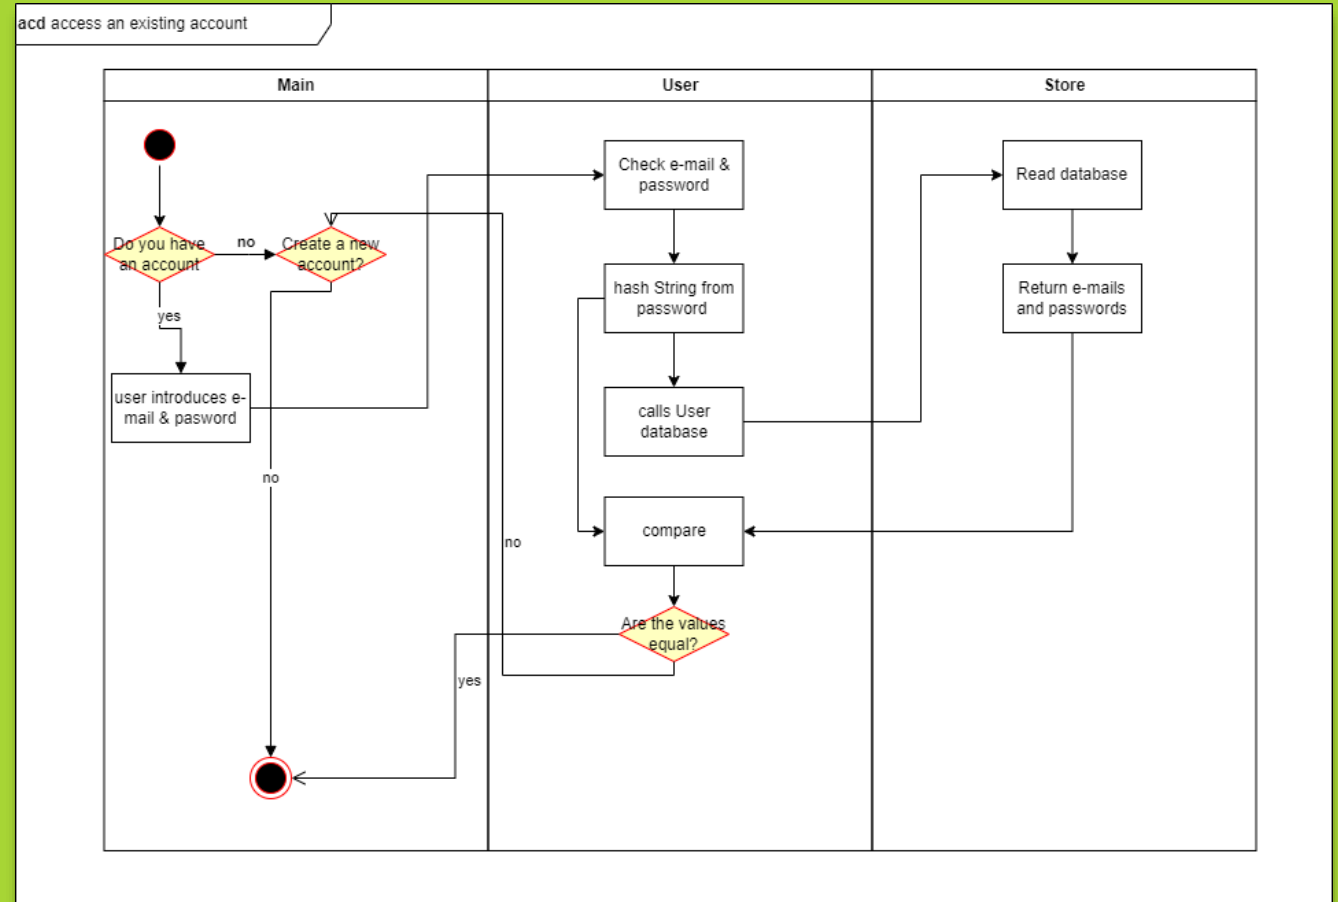 acd access an existing account
Main
User
Store
Do you have
an account
no
Create a new
account?
yes
user introduces e-
mail & pasword
no
Check e-mail &
password
hash String from
password
calls User
database
compare
Are the values
equal?
no
yes
Read database
Return e-mails
and passwords